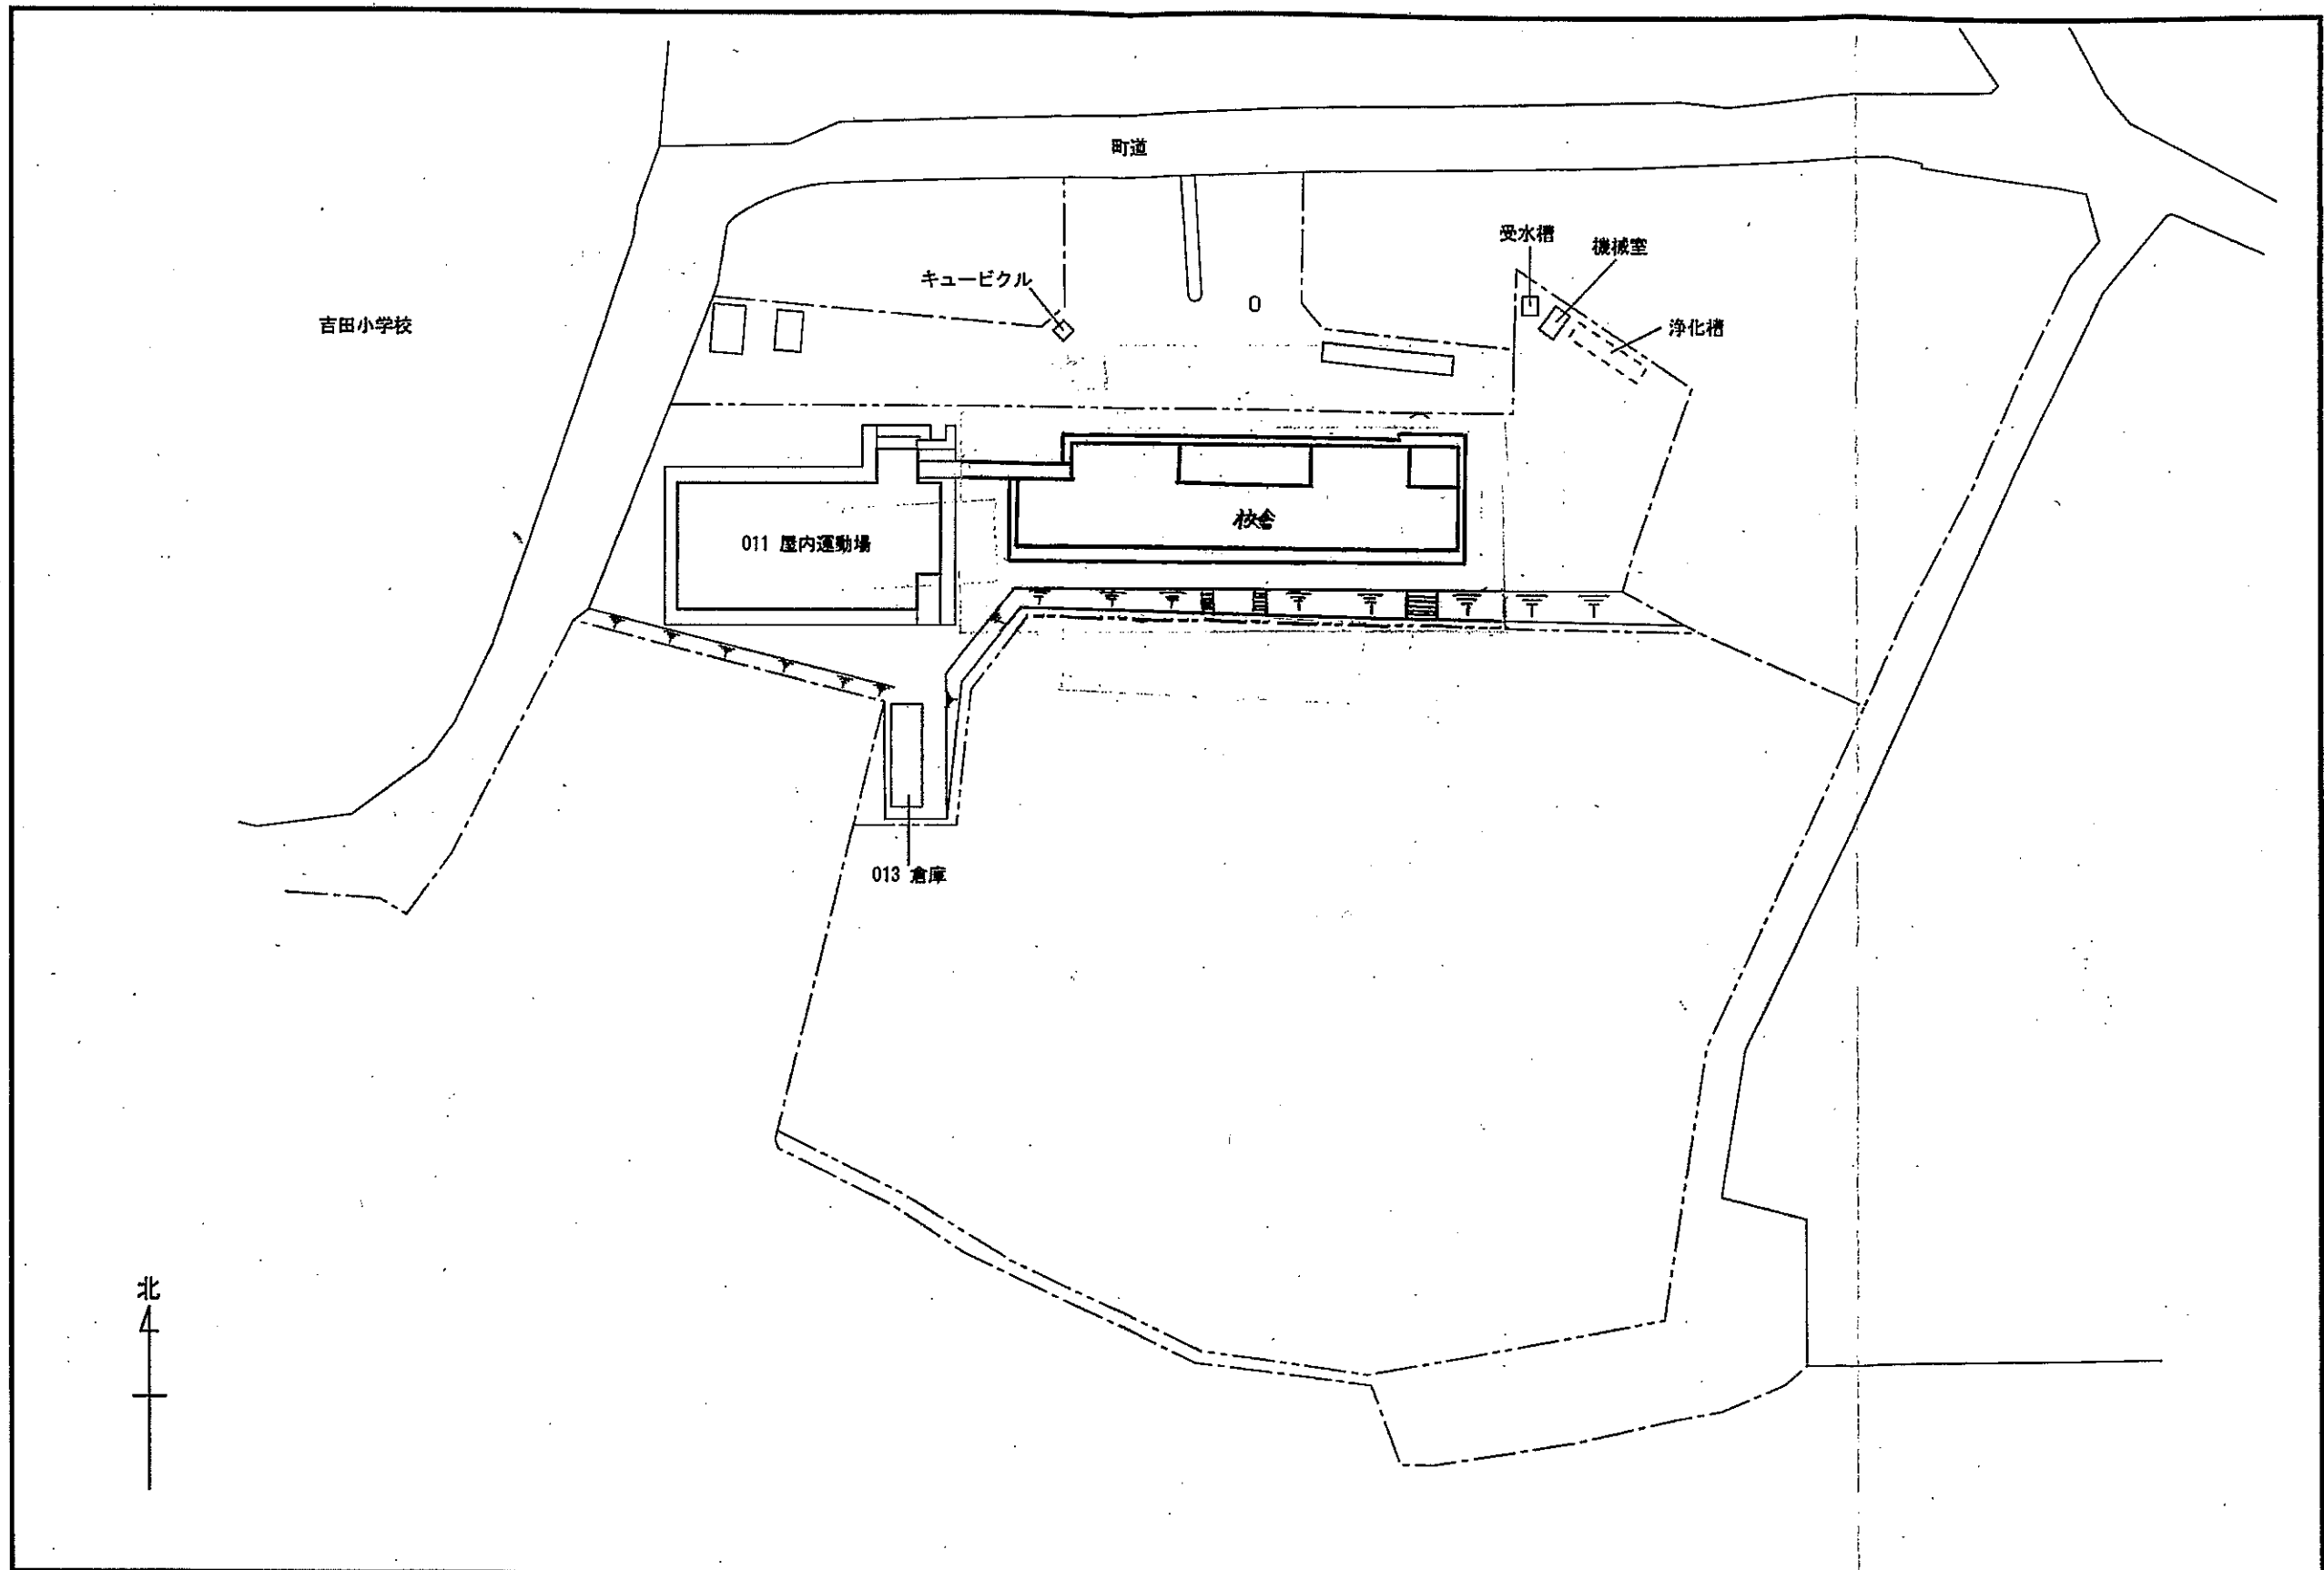 町道
受水槽
機械室
キュービクル
吉田小学校
浄化槽
校舎
011 屋内運動場
013 倉庫
北